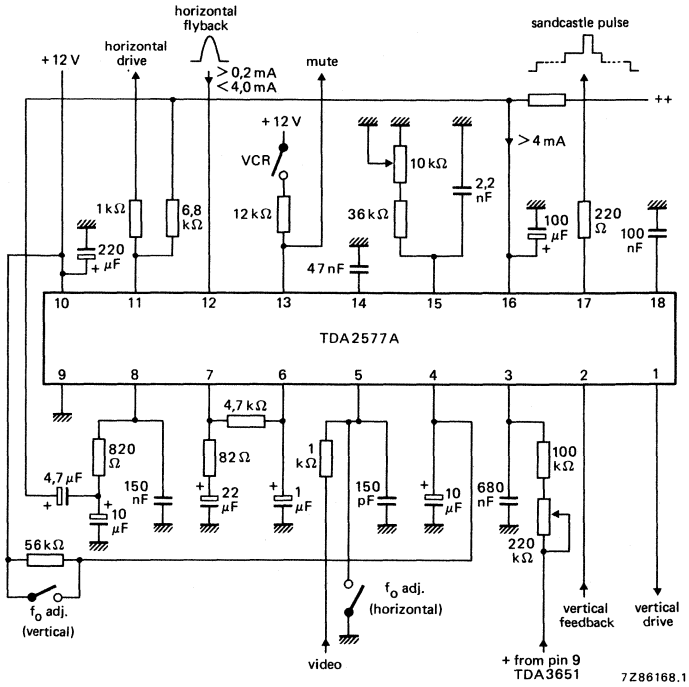 horizontal
flyback
sandcastle pulse
+12 V
horizontal
drive
> 0,2 mA
< 4,0 mA
mute
++
+12 V
> 4 mA
VCR
10 kΩ
1 kΩ
6,8
kΩ
2,2
nF
220
μF
+
12 kΩ
36 kΩ
100
μF
+
220
Ω
100
nF
47 nF
10 11 12 13 14 15 16 17 18
TDA2577A
9 8 7 6 5 4 3 2 1
4,7 kΩ
820
Ω
82 Ω
1
kΩ
100
kΩ
4,7 μF
+
150
nF
+
22
μF
+
1
μF
150
pF
+
10
μF
680
nF
+
10
μF
220
kΩ
56 kΩ
fo adj.
(vertical)
fo adj.
(horizontal)
vertical
feedback
vertical
drive
video
+ from pin 9
TDA3651
7Z86168.1